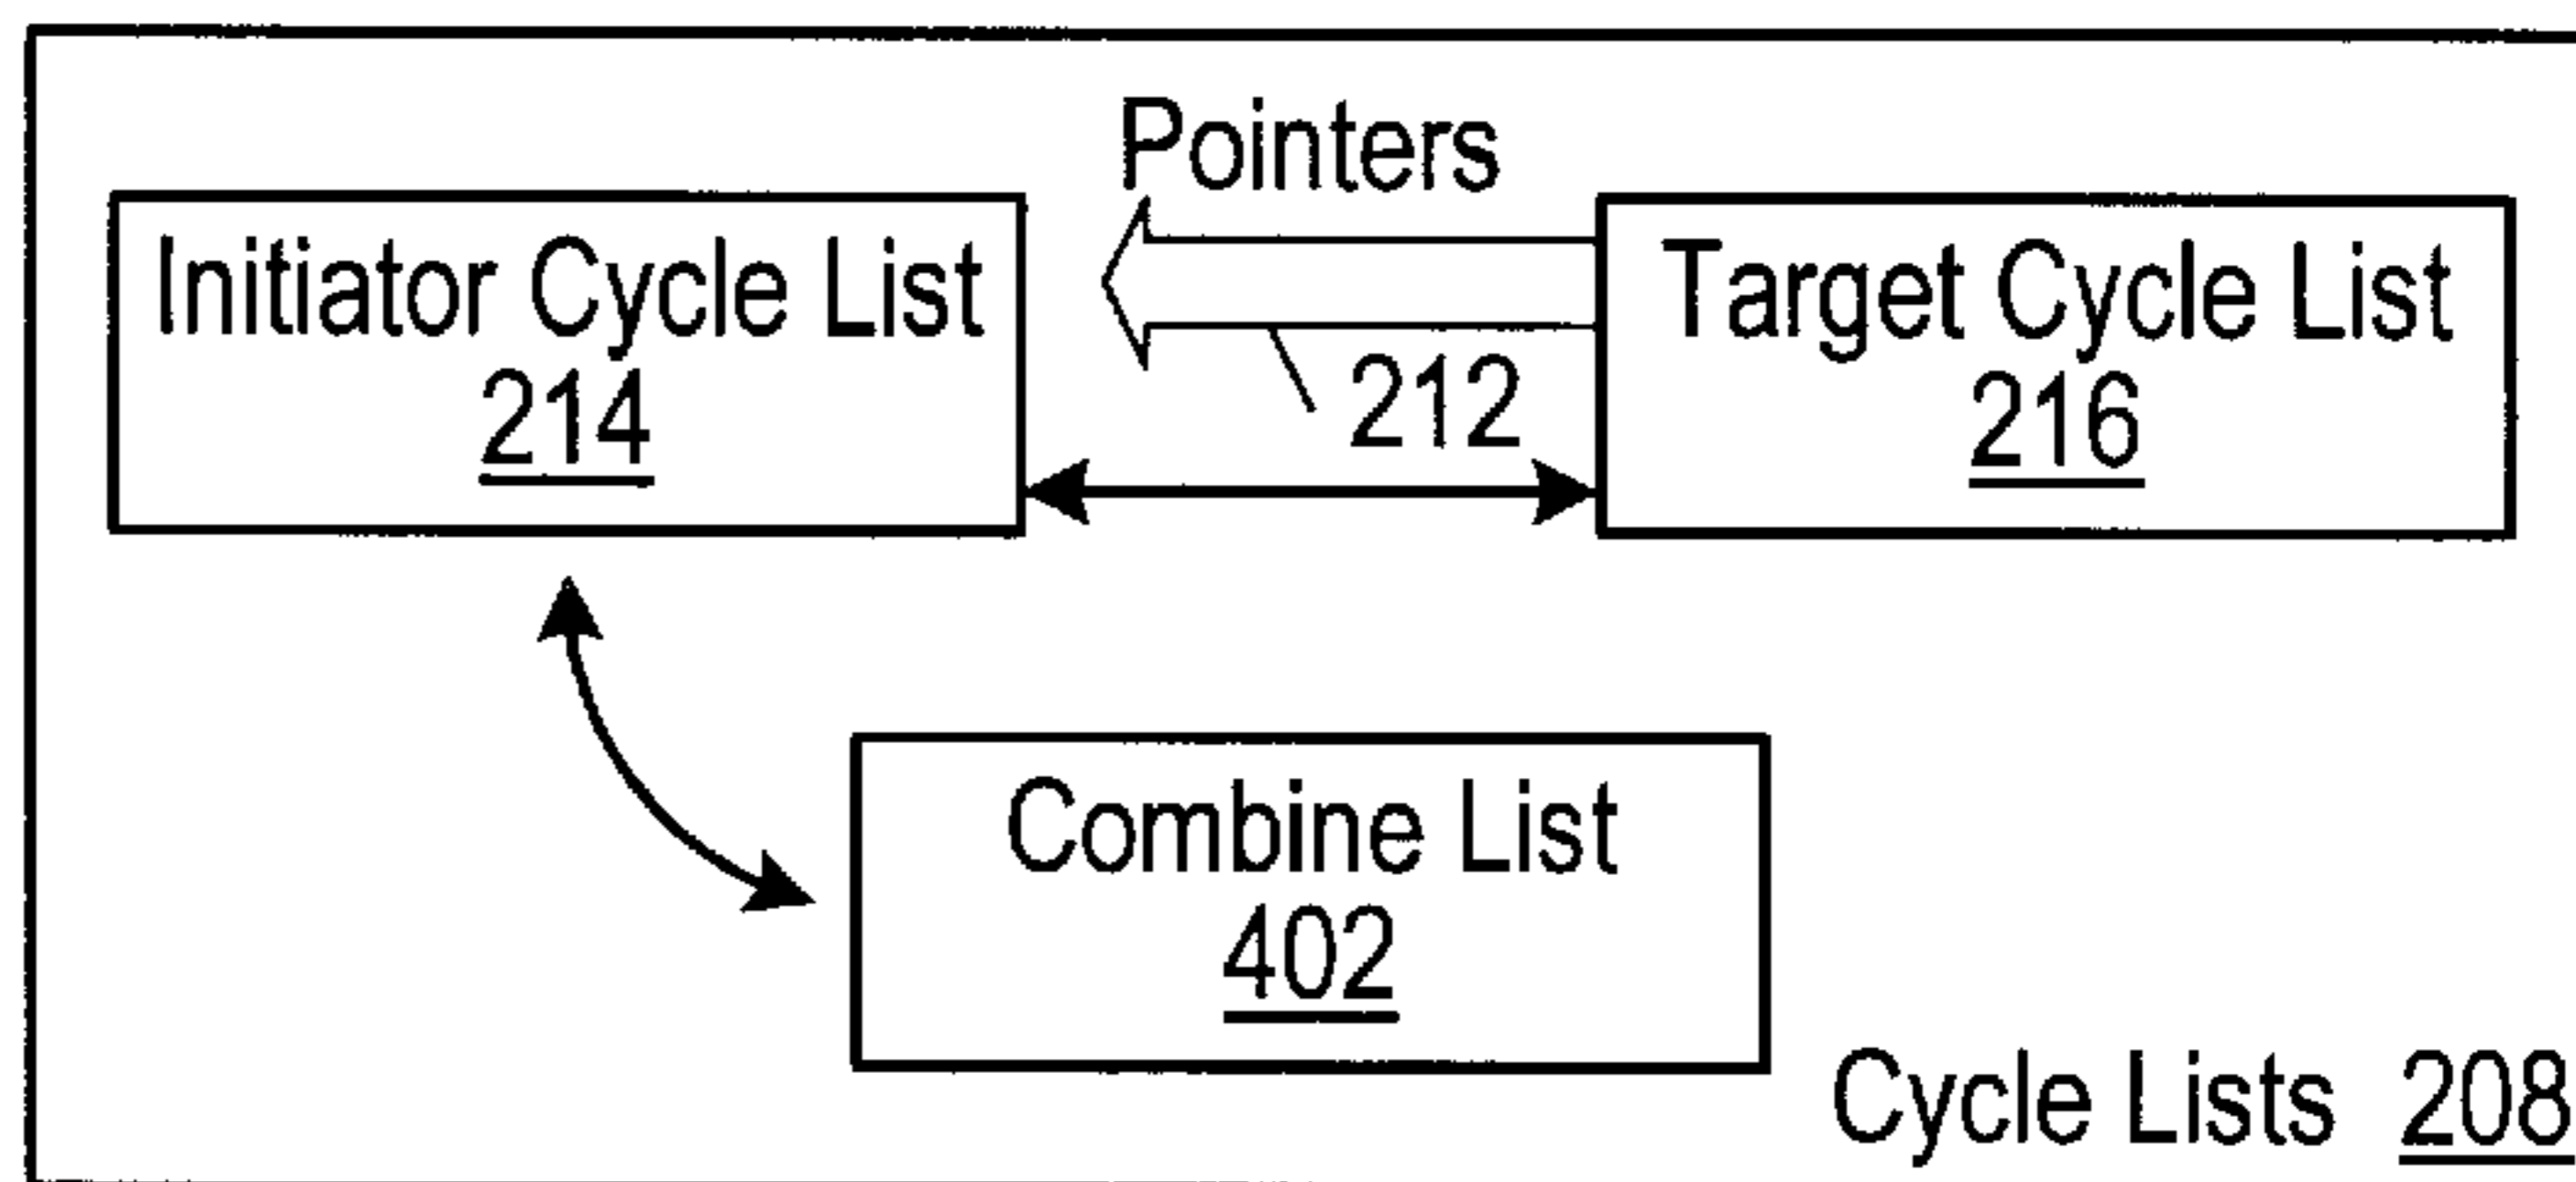 Pointers
Initiator Cycle List
214
212
Target Cycle List
216
Combine List
402
Cycle Lists 208